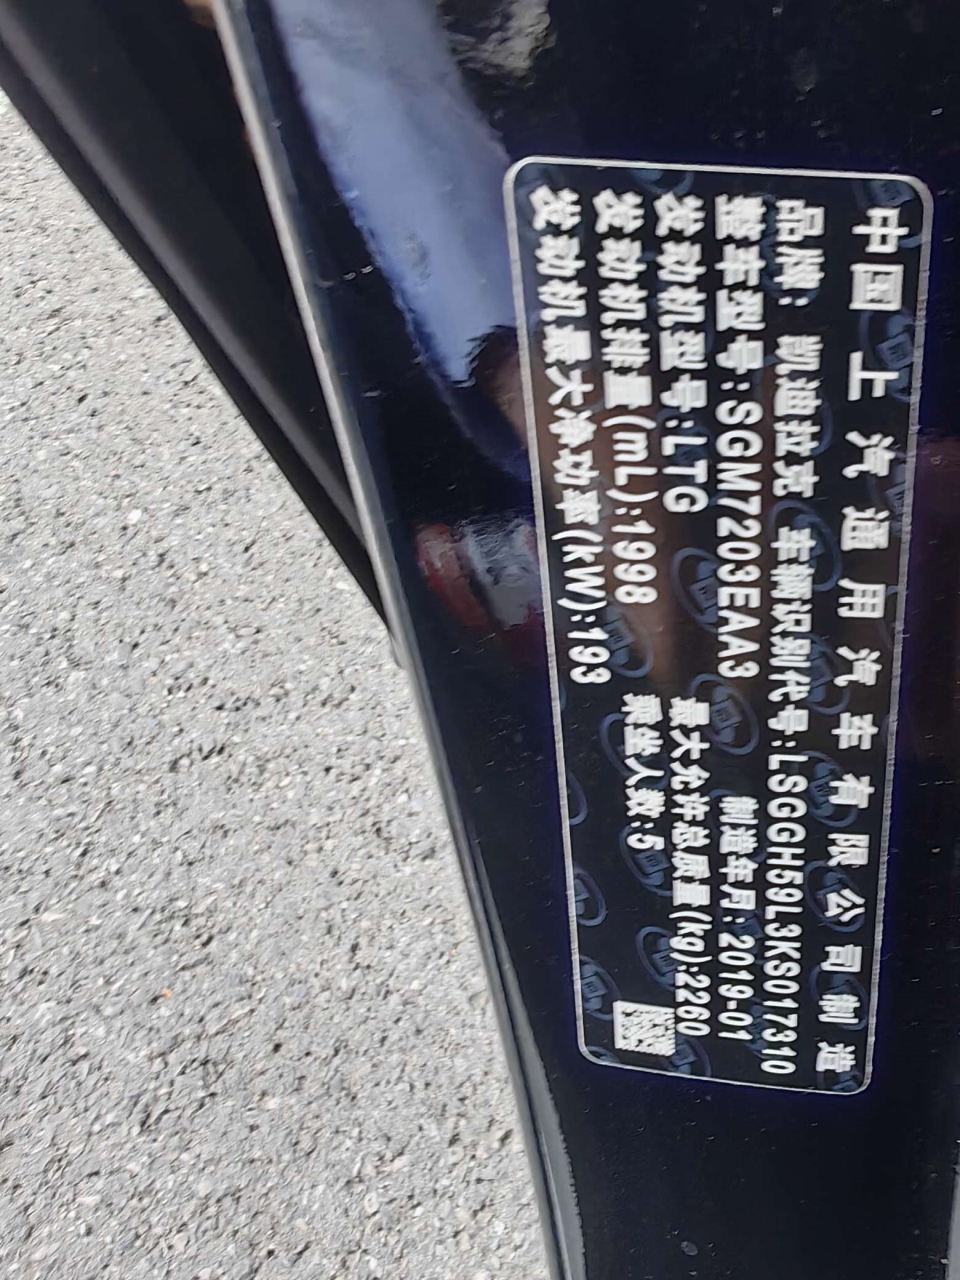 中国 上汽通用汽车有限公司制造
品牌：凯迪拉克 车辆识别代号:LSGGH59L3KS017310
整车型号:SGM7203EAA3 制造年月:2019-01
发动机型号:LTG 最大允许总质量(kg):2260
发动机排量(mL):1998 乘坐人数:5
发动机最大净功率(kW):193